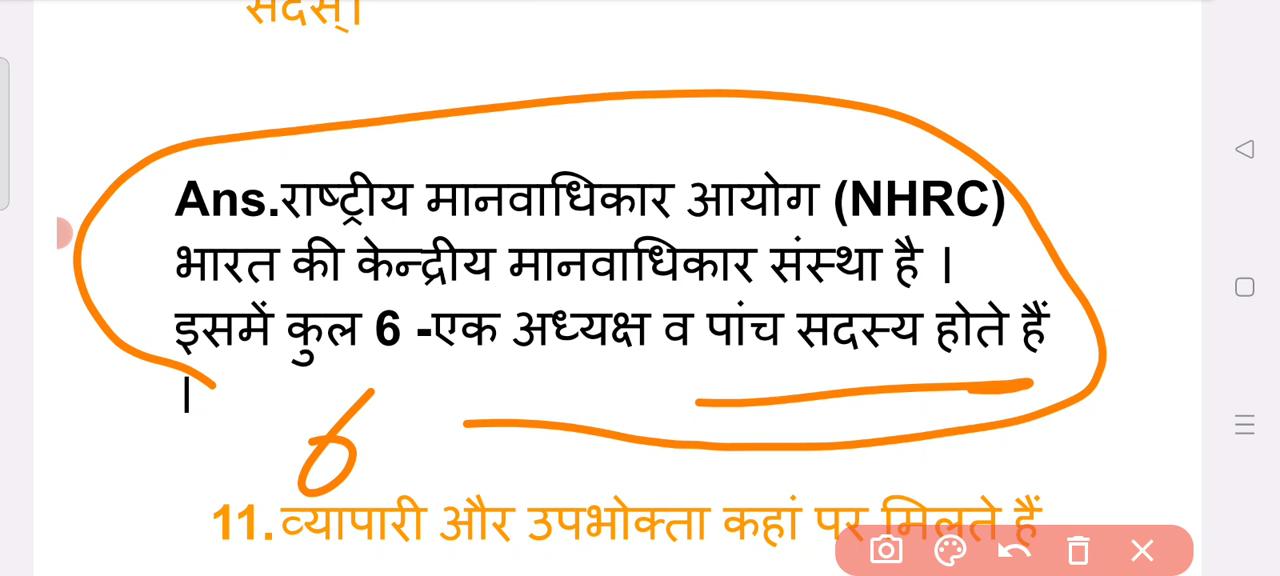 सदस्।
Ans.राष्ट्रीय मानवाधिकार आयोग (NHRC)
भारत की केन्द्रीय मानवाधिकार संस्था है ।
इसमें कुल 6 -एक अध्यक्ष व पांच सदस्य होते हैं
।
6
11.व्यापारी और उपभोक्ता कहां पर मिलते हैं